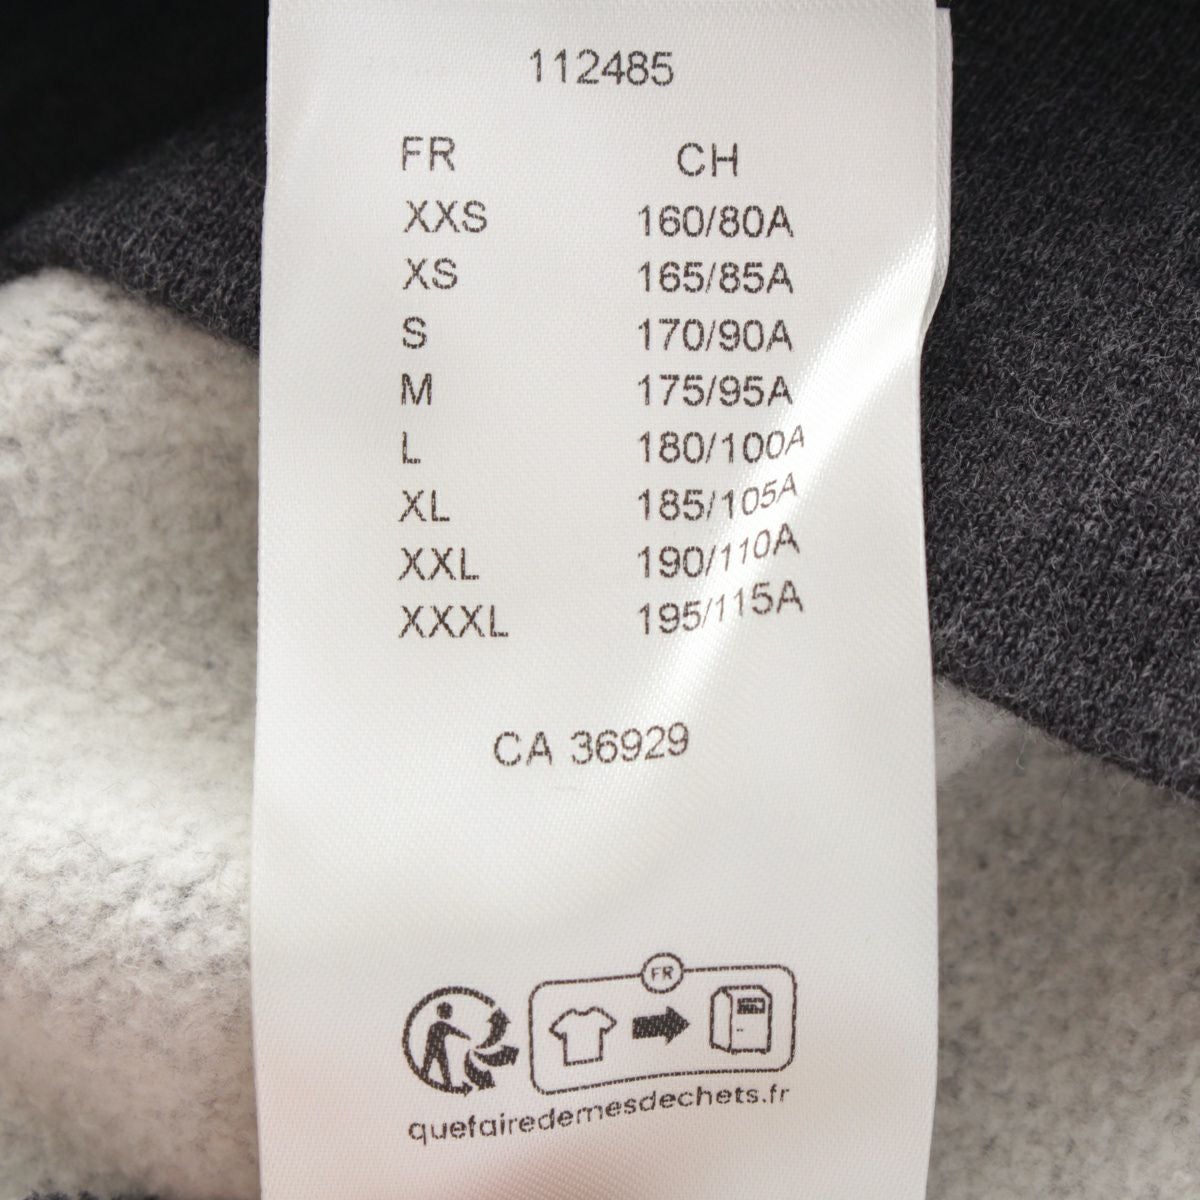 112485
FR CH
XXS 160/80A
XS 165/85A
S 170/90A
M 175/95A
L 180/100A
XL 185/105A
XXL 190/110A
XXXL 195/115A
CA 36929
FR
quefairedemesdechets.fr